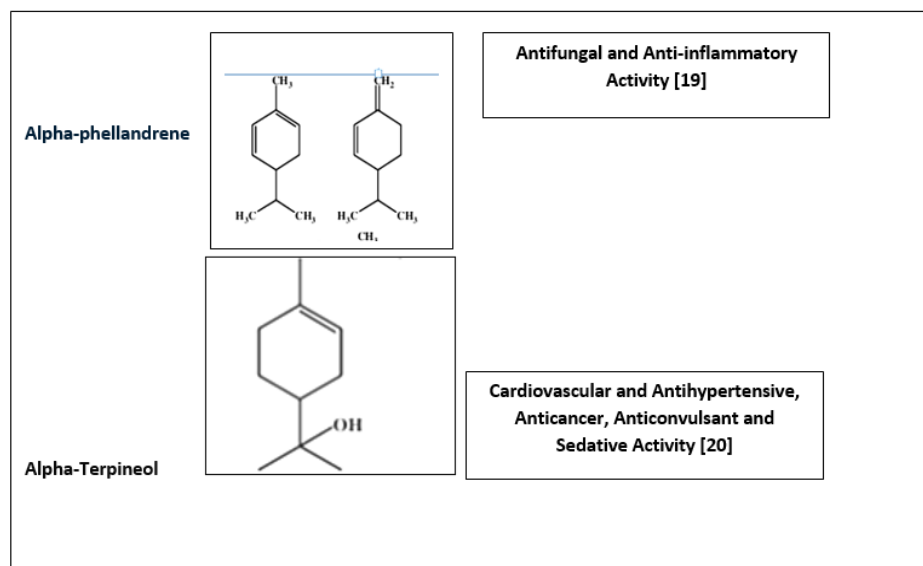 Alpha-phellandrene
CH₃
CH₂
H₃C
CH₃
H₃C
CH₃
CH₃
Antifungal and Anti-inflammatory
Activity [19]
Alpha-Terpineol
OH
Cardiovascular and Antihypertensive,
Anticancer, Anticonvulsant and
Sedative Activity [20]